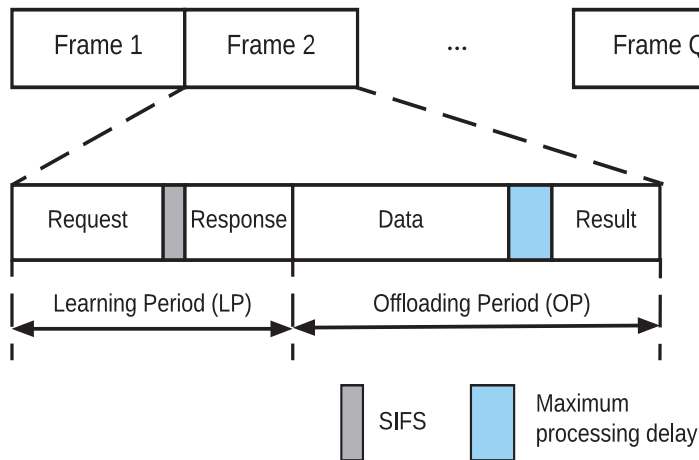 Frame 1 Frame 2 ... Frame Q
Request Response Data Result
Learning Period (LP) Offloading Period (OP)
SIFS
Maximum
processing delay